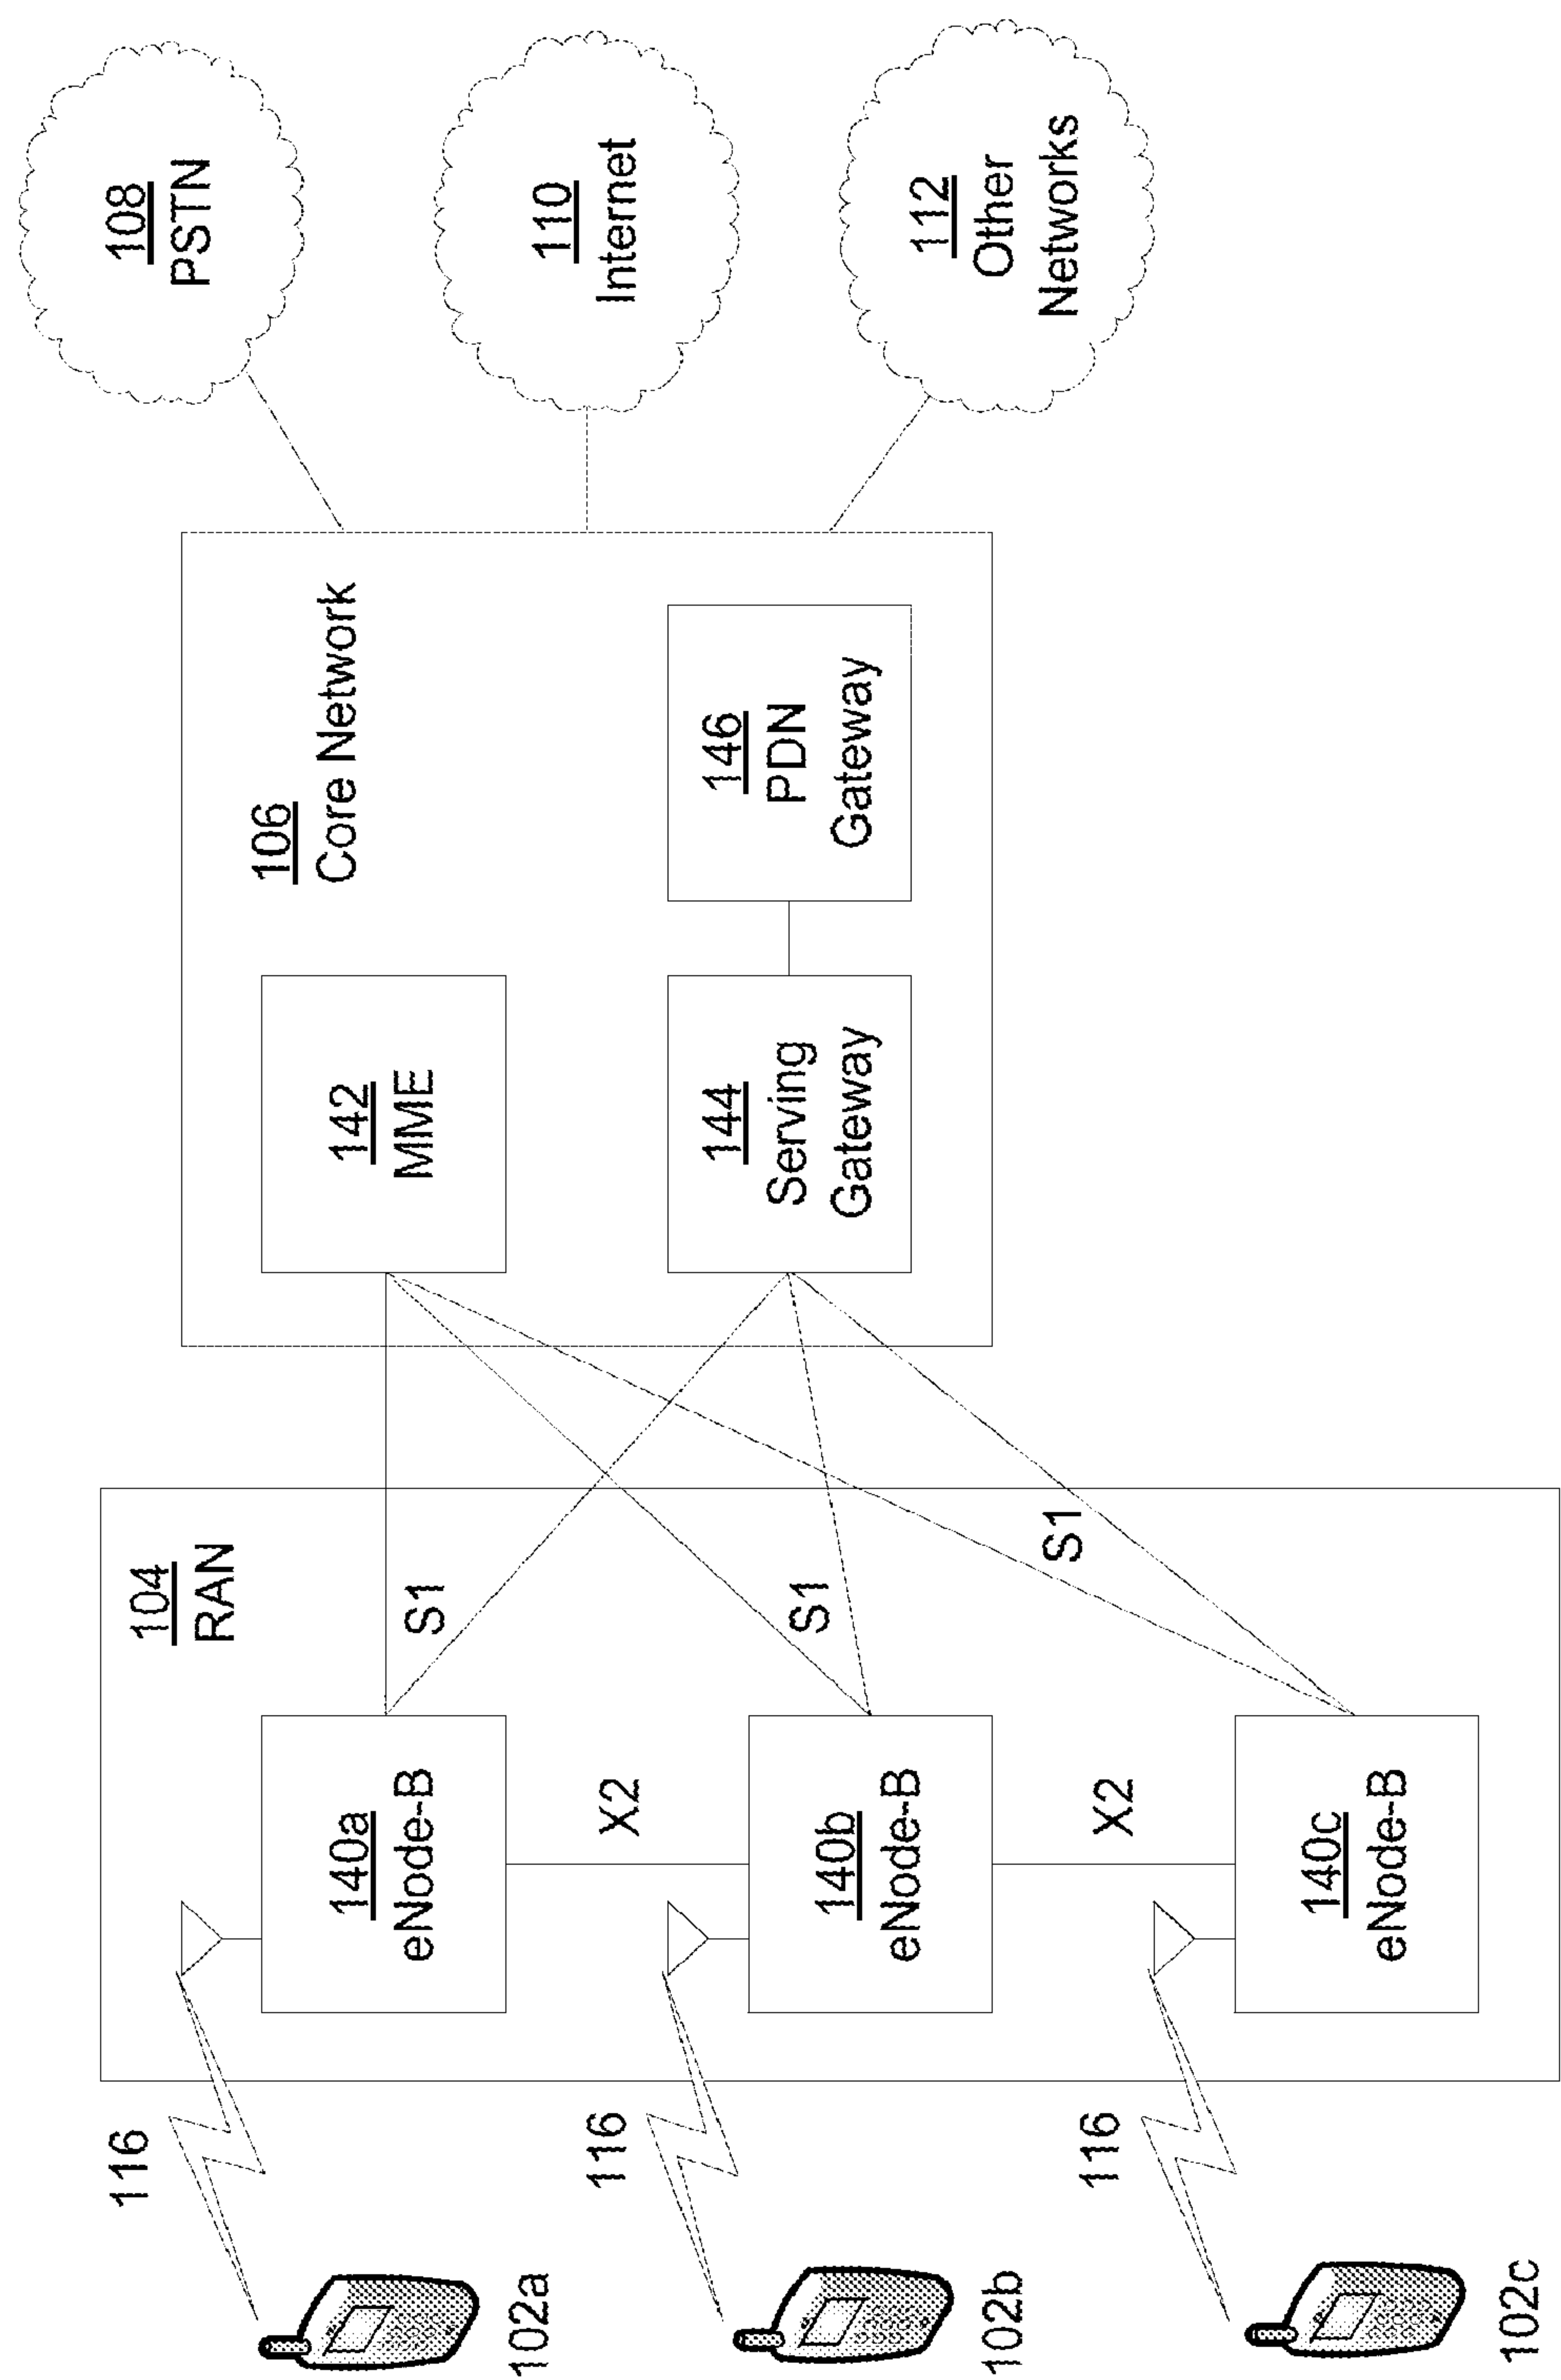 104
RAN
106
Core Network
108
PSTN
116
140a
eNode-B
S1
142
MME
102a
X2
110
Internet
116
140b
eNode-B
S1
144
Serving
Gateway
146
PDN
Gateway
102b
X2
112
Other
Networks
S1
116
140c
eNode-B
102c